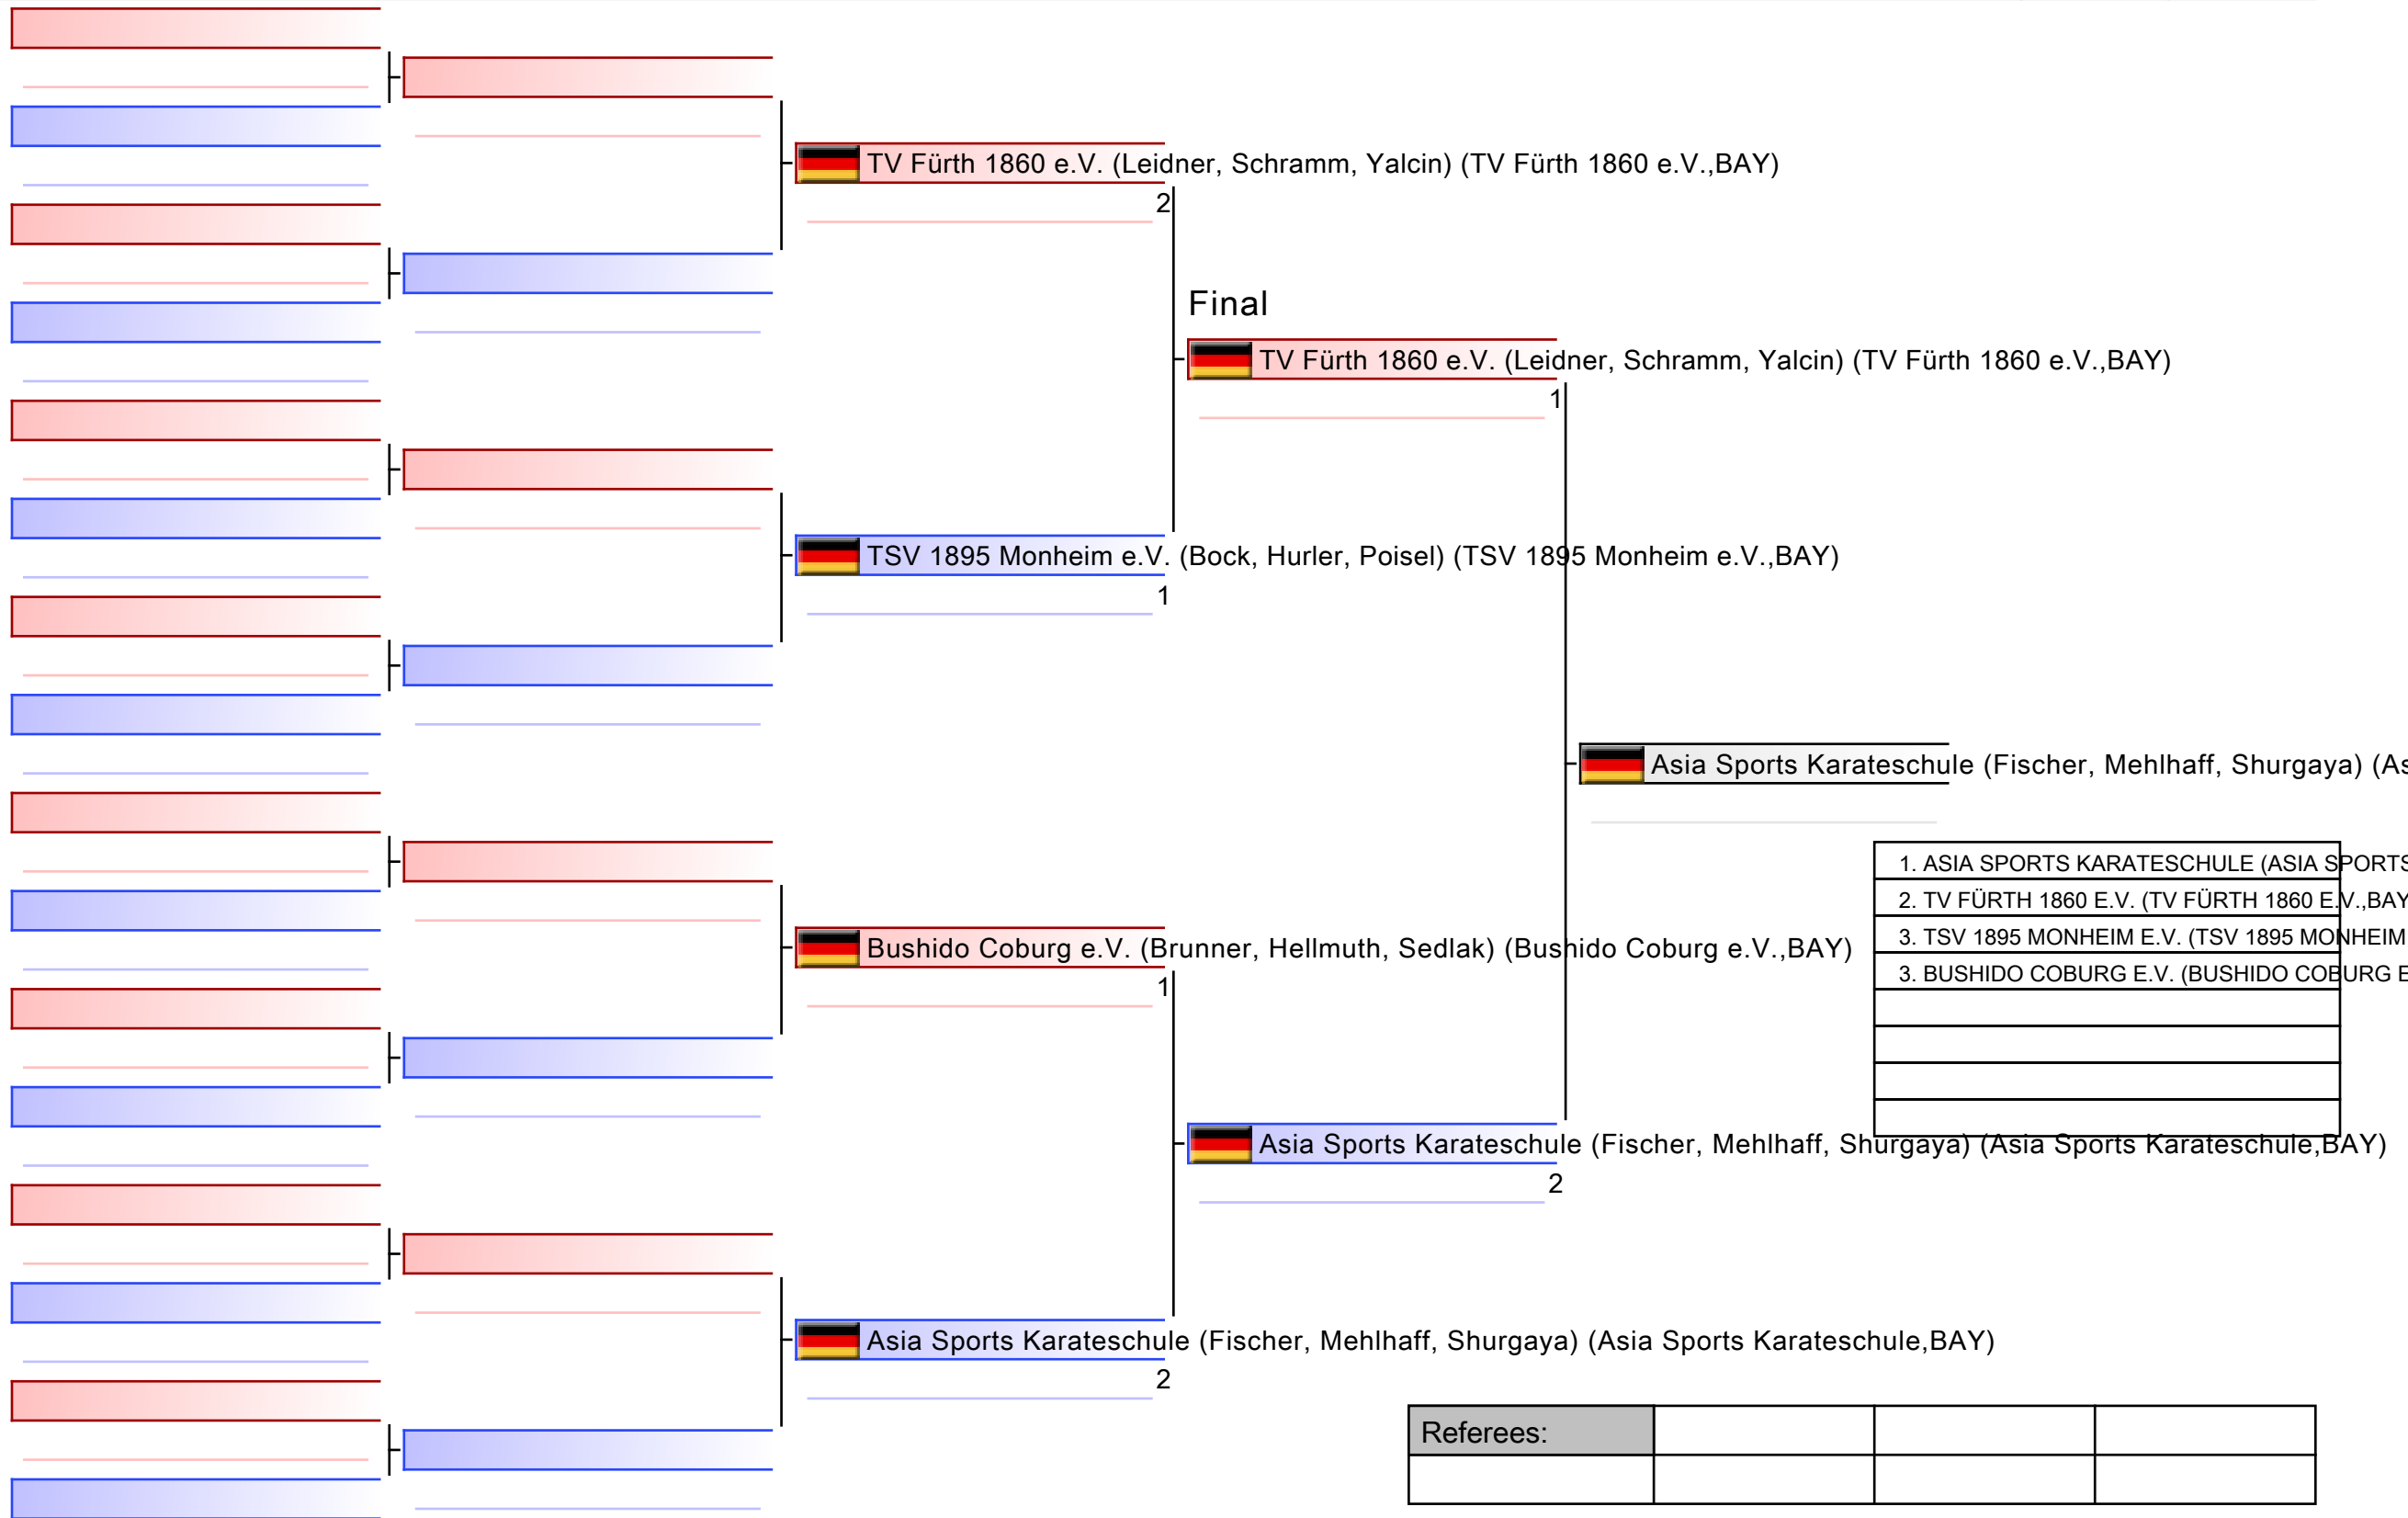 TV Fürth 1860 e.V. (Leidner, Schramm, Yalcin) (TV Fürth 1860 e.V.,BAY)
2
Final
TV Fürth 1860 e.V. (Leidner, Schramm, Yalcin) (TV Fürth 1860 e.V.,BAY)
1
TSV 1895 Monheim e.V. (Bock, Hurler, Poisel) (TSV 1895 Monheim e.V.,BAY)
1
Asia Sports Karateschule (Fischer, Mehlhaff, Shurgaya) (As
1. ASIA SPORTS KARATESCHULE (ASIA SPORTS
2. TV FÜRTH 1860 E.V. (TV FÜRTH 1860 E.V.,BAY
3. TSV 1895 MONHEIM E.V. (TSV 1895 MONHEIM
3. BUSHIDO COBURG E.V. (BUSHIDO COBURG E
Bushido Coburg e.V. (Brunner, Hellmuth, Sedlak) (Bushido Coburg e.V.,BAY)
1
Asia Sports Karateschule (Fischer, Mehlhaff, Shurgaya) (Asia Sports Karateschule,BAY)
2
Asia Sports Karateschule (Fischer, Mehlhaff, Shurgaya) (Asia Sports Karateschule,BAY)
2
Referees: